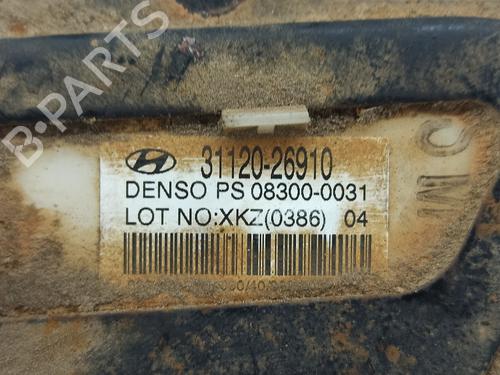 B-PARTS
31120-26910
DENSO PS 08300-0031
LOT NO:XKZ(0386) 04